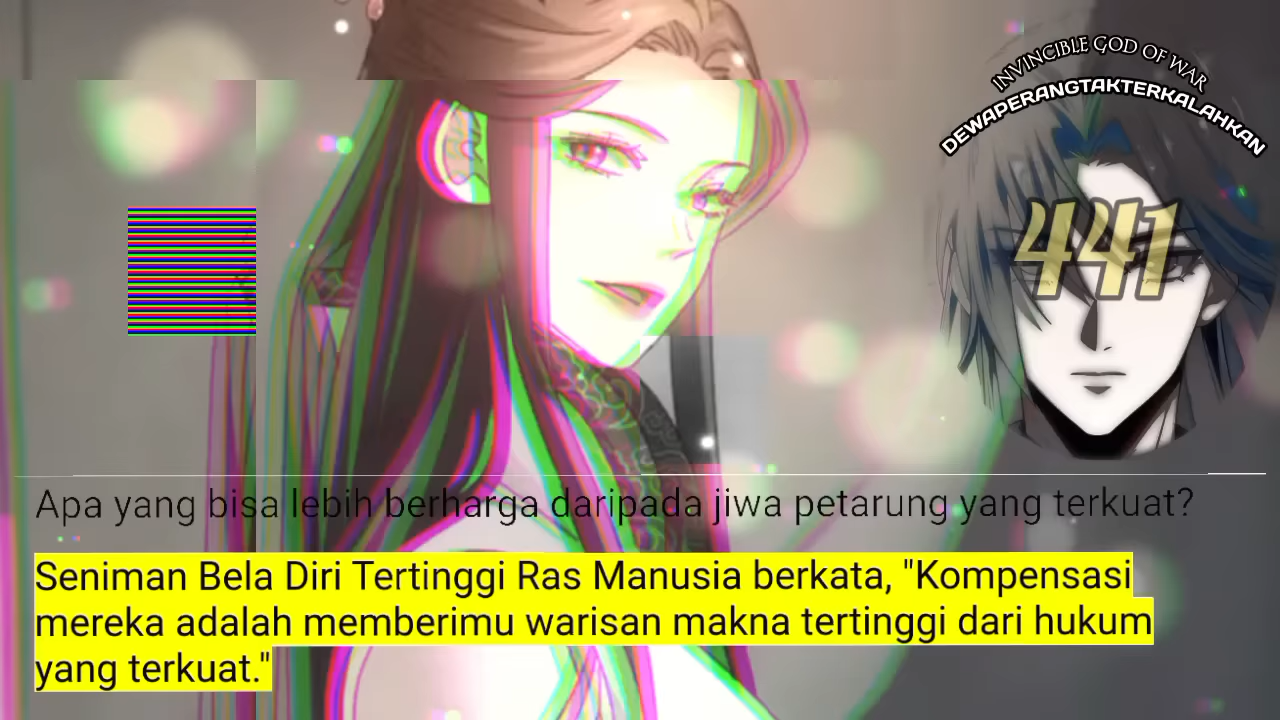 INVINCIBLE GOD OF WAR
DEWAPERANGTAKTERKALAHKAN
441
Apa yang bisa lebih berharga daripada jiwa petarung yang terkuat?
Seniman Bela Diri Tertinggi Ras Manusia berkata, "Kompensasi
mereka adalah memberimu warisan makna tertinggi dari hukum
yang terkuat."